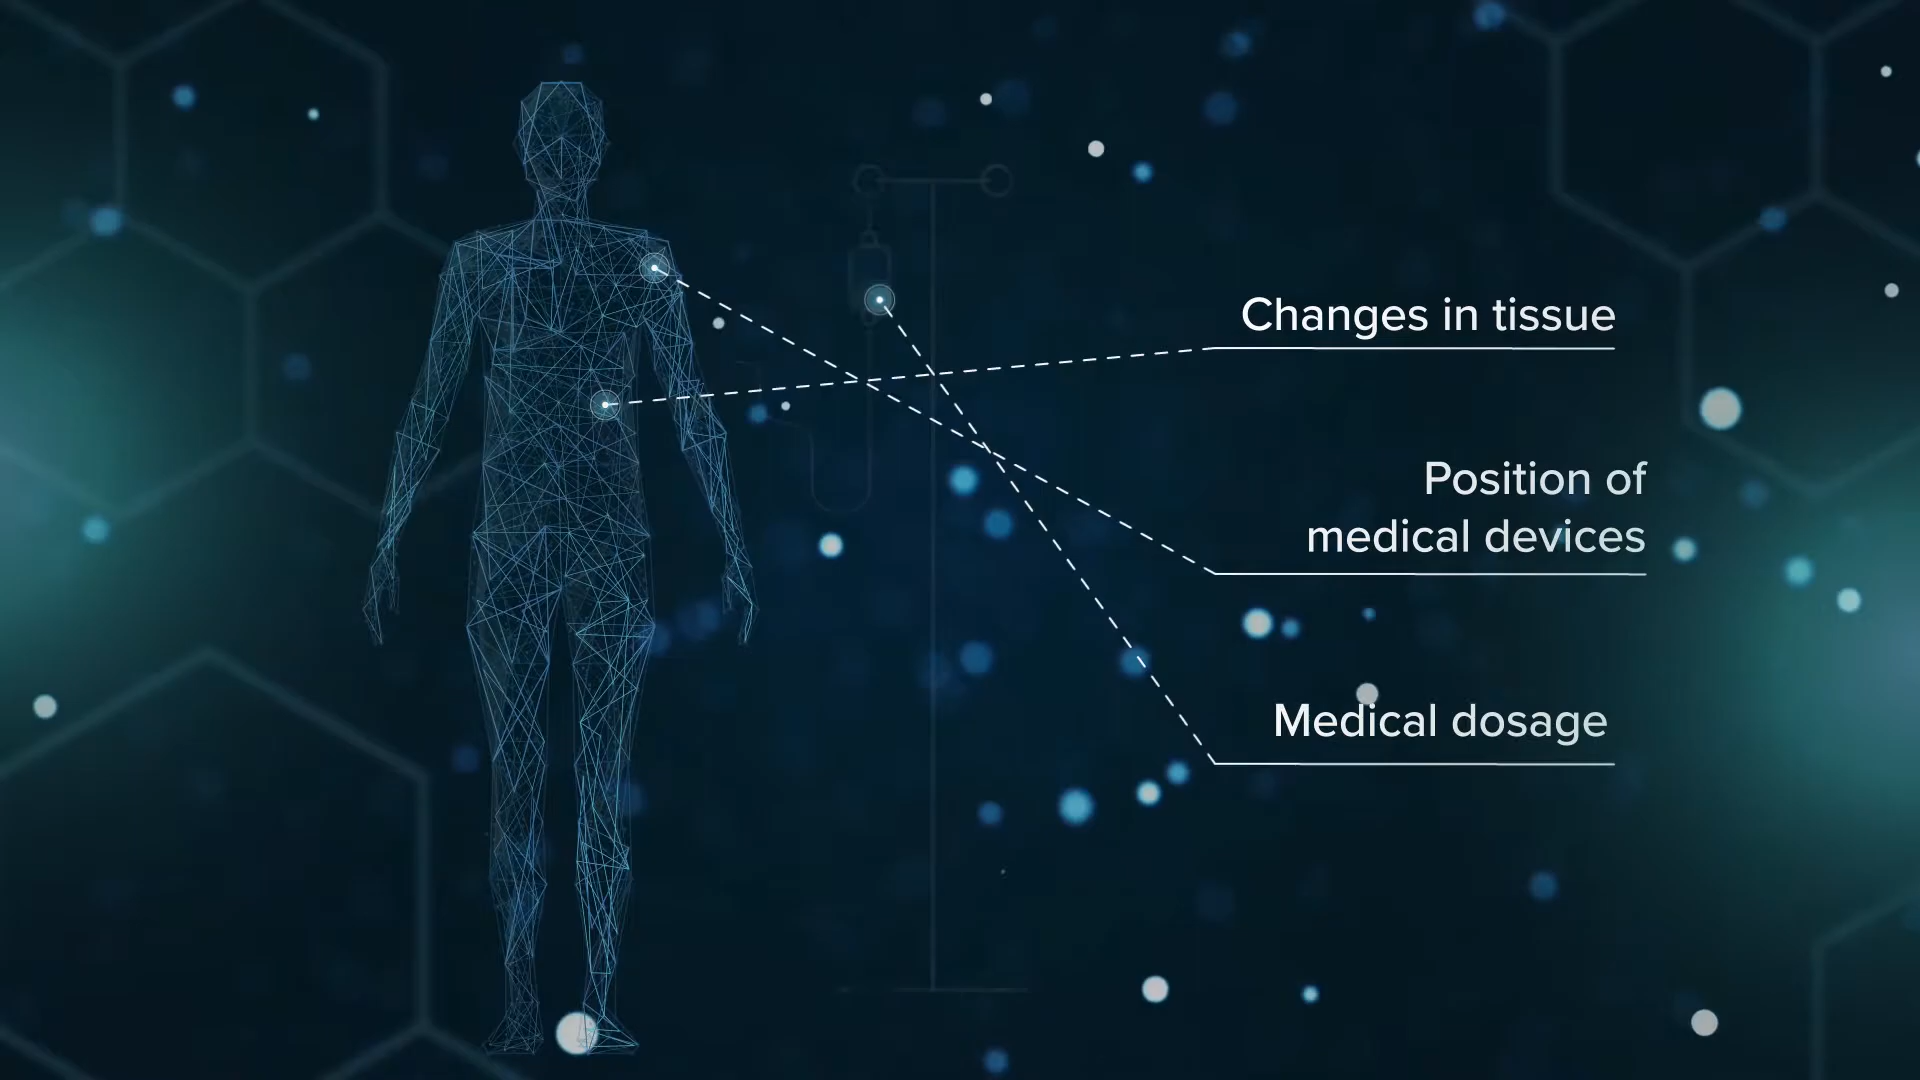 Changes in tissue
Position of
medical devices
Medical dosage